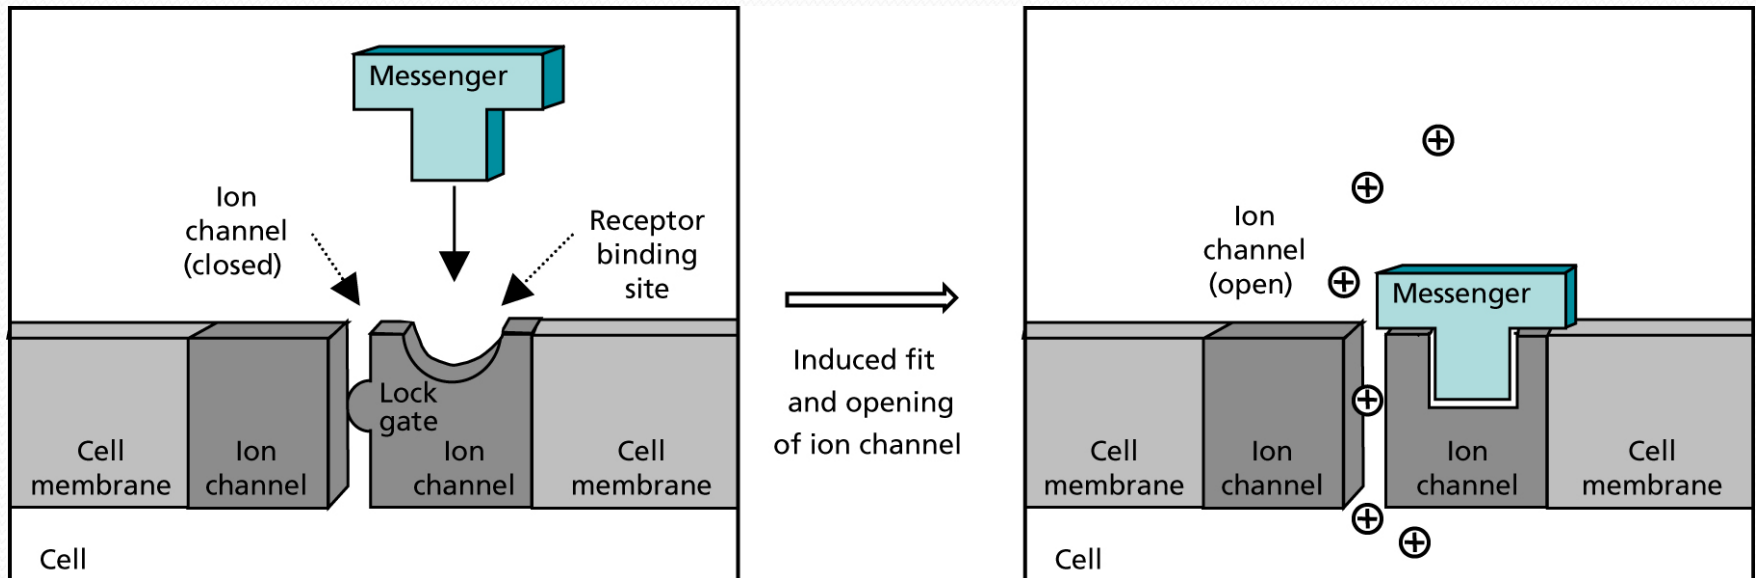 Messenger
Ion
channel
(closed)
Receptor
binding
site
Lock
gate
Cell
membrane
Ion
channel
Ion
channel
Cell
membrane
Cell
Induced fit
and opening
of ion channel
Ion
channel
(open)
Messenger
Cell
membrane
Ion
channel
Ion
channel
Cell
membrane
Cell